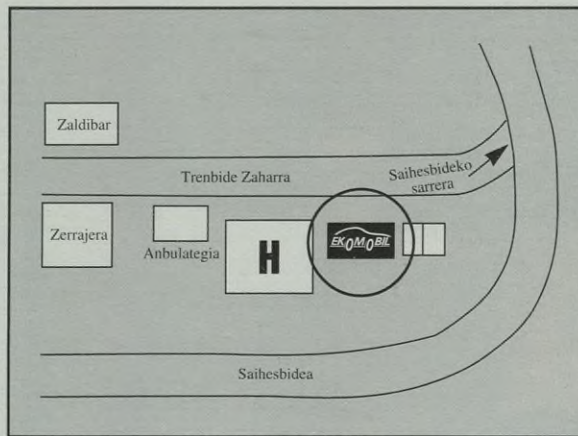 Zaldibar
Trenbide Zaharra
Saihesbideko
sarrera
Zerrajera
Anbulategia
H
EKOMOBIL
Saihesbidea